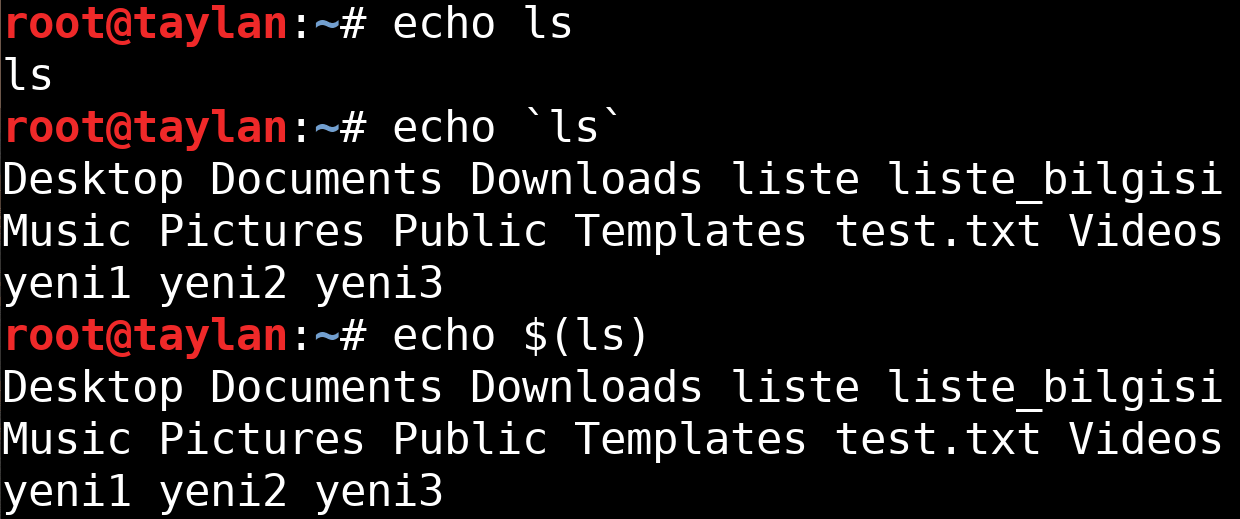 root@taylan:~# echo ls
ls
root@taylan:~# echo `ls`
Desktop Documents Downloads liste liste_bilgisi
Music Pictures Public Templates test.txt Videos
yeni1 yeni2 yeni3
root@taylan:~# echo $(ls)
Desktop Documents Downloads liste liste_bilgisi
Music Pictures Public Templates test.txt Videos
yeni1 yeni2 yeni3